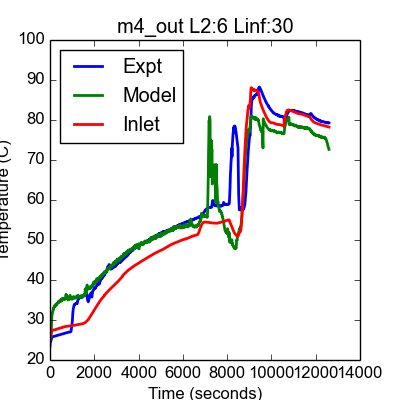 m4_out L2:6 Linf:30
Expt
Model
Inlet
100
90
80
70
60
50
40
30
20
Temperature (C)
0 2000 4000 6000 8000 10000 12000 14000
Time (seconds)